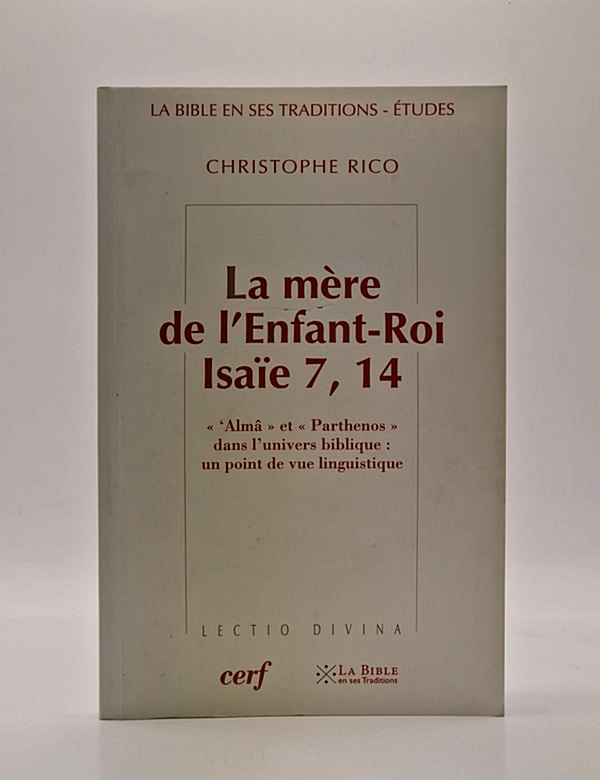 LA BIBLE EN SES TRADITIONS - ÉTUDES
CHRISTOPHE RICO
La mère
de l'Enfant-Roi
Isaïe 7, 14
« ‘Almâ » et « Parthenos »
dans l'univers biblique :
un point de vue linguistique
LECTIO DIVINA
cerf
LA BIBLE
en ses Traditions